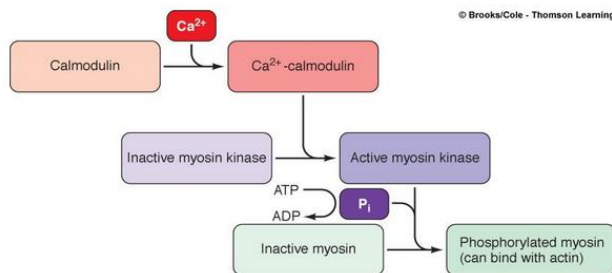 © Brooks/Cole - Thomson Learning
Ca²⁺
Calmodulin
Ca²⁺-calmodulin
Inactive myosin kinase
Active myosin kinase
ATP
Pᵢ
ADP
Inactive myosin
Phosphorylated myosin
(can bind with actin)